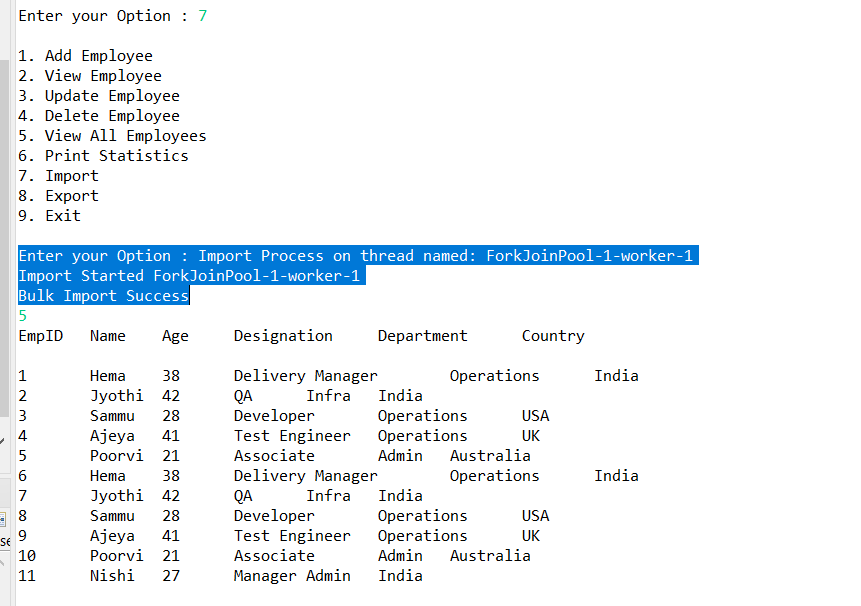 Enter your Option : 7
1. Add Employee
2. View Employee
3. Update Employee
4. Delete Employee
5. View All Employees
6. Print Statistics
7. Import
8. Export
9. Exit
Enter your Option : Import Process on thread named: ForkJoinPool-1-worker-1
Import Started ForkJoinPool-1-worker-1
Bulk Import Success
5
EmpID Name Age Designation Department Country
1 Hema 38 Delivery Manager Operations India
2 Jyothi 42 QA Infra India
3 Sammu 28 Developer Operations USA
4 Ajeya 41 Test Engineer Operations UK
5 Poorvi 21 Associate Admin Australia
6 Hema 38 Delivery Manager Operations India
7 Jyothi 42 QA Infra India
8 Sammu 28 Developer Operations USA
9 Ajeya 41 Test Engineer Operations UK
10 Poorvi 21 Associate Admin Australia
11 Nishi 27 Manager Admin India